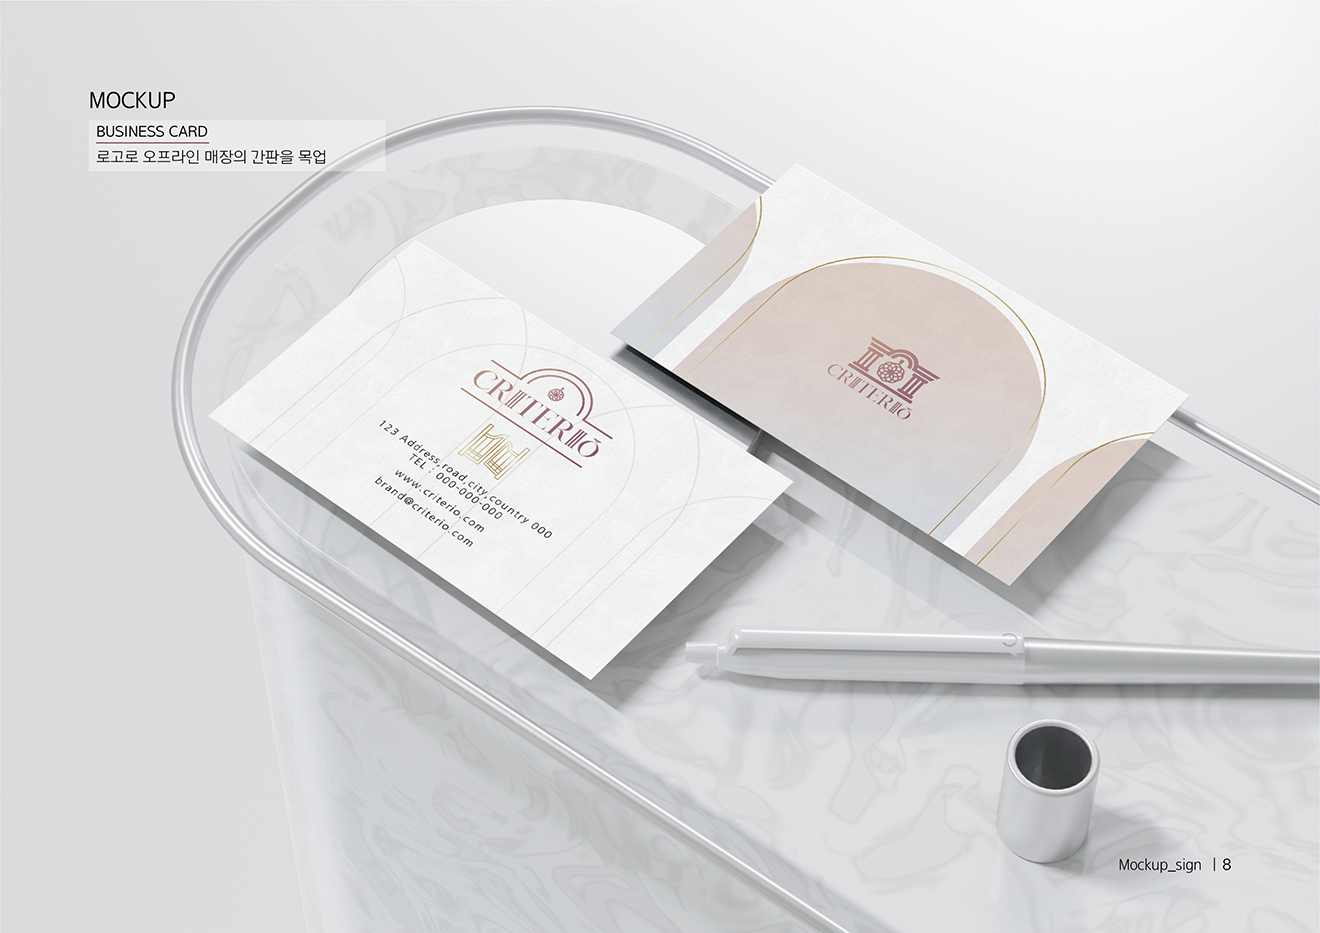 MOCKUP
BUSINESS CARD
로고로 오프라인 매장의 간판을 목업
CRITERIO
123 Address,road,city,country 000
TEL : 000-000-000
www.criterio.com
brand@criterio.com
CRITERIO
Mockup_sign | 8